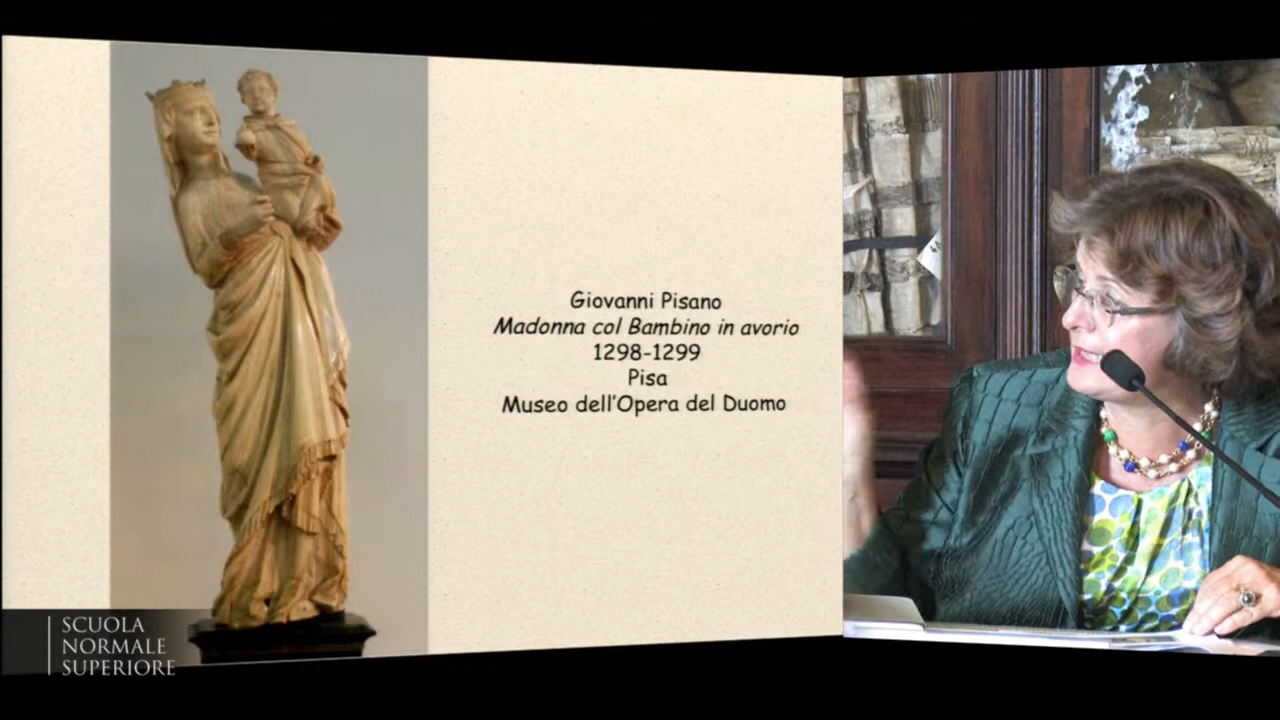 Giovanni Pisano
Madonna col Bambino in avorio
1298-1299
Pisa
Museo dell'Opera del Duomo
SCUOLA
NORMALE
SUPERIORE